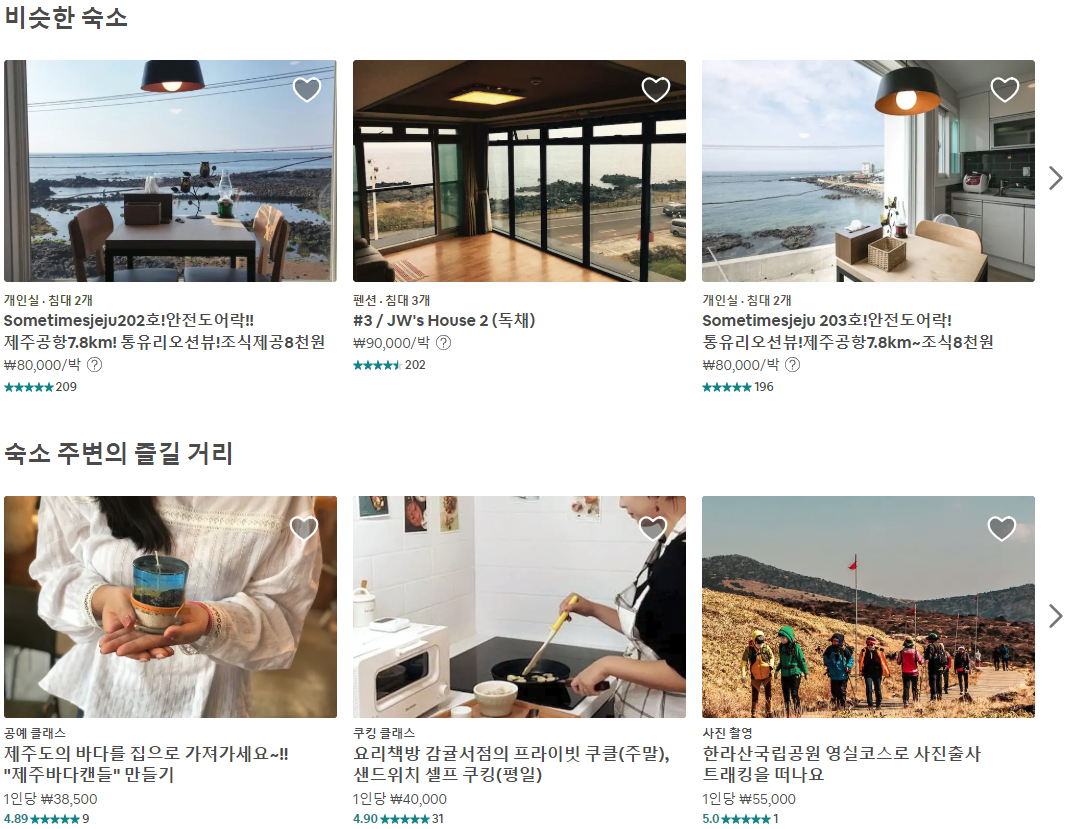 비슷한 숙소
개인실 · 침대 2개
Sometimesjeju202호!안전도어락!!
제주공항7.8km! 통유리오션뷰!조식제공8천원
₩80,000/박 ?
★★★★★209
펜션 · 침대 3개
#3 / JW's House 2 (독채)
₩90,000/박 ?
★★★★★ 202
개인실 · 침대 2개
Sometimesjeju 203호!안전도어락!
통유리오션뷰!제주공항7.8km~조식8천원
₩80,000/박 ?
★★★★★ 196
숙소 주변의 즐길 거리
공예 클래스
제주도의 바다를 집으로 가져가세요~!!
"제주바다캔들" 만들기
1인당 ₩38,500
4.89★★★★★ 9
쿠킹 클래스
요리책방 감귤서점의 프라이빗 쿠클(주말),
샌드위치 셀프 쿠킹(평일)
1인당 ₩40,000
4.90★★★★★ 31
사진 촬영
한라산국립공원 영실코스로 사진출사
트래킹을 떠나요
1인당 ₩55,000
5.0★★★★★ 1